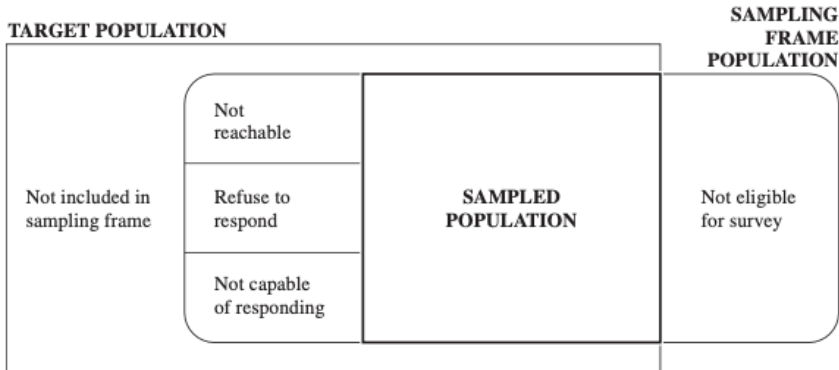 TARGET POPULATION
SAMPLING
FRAME
POPULATION
Not
reachable
Not included in
sampling frame
Refuse to
respond
SAMPLED
POPULATION
Not eligible
for survey
Not capable
of responding